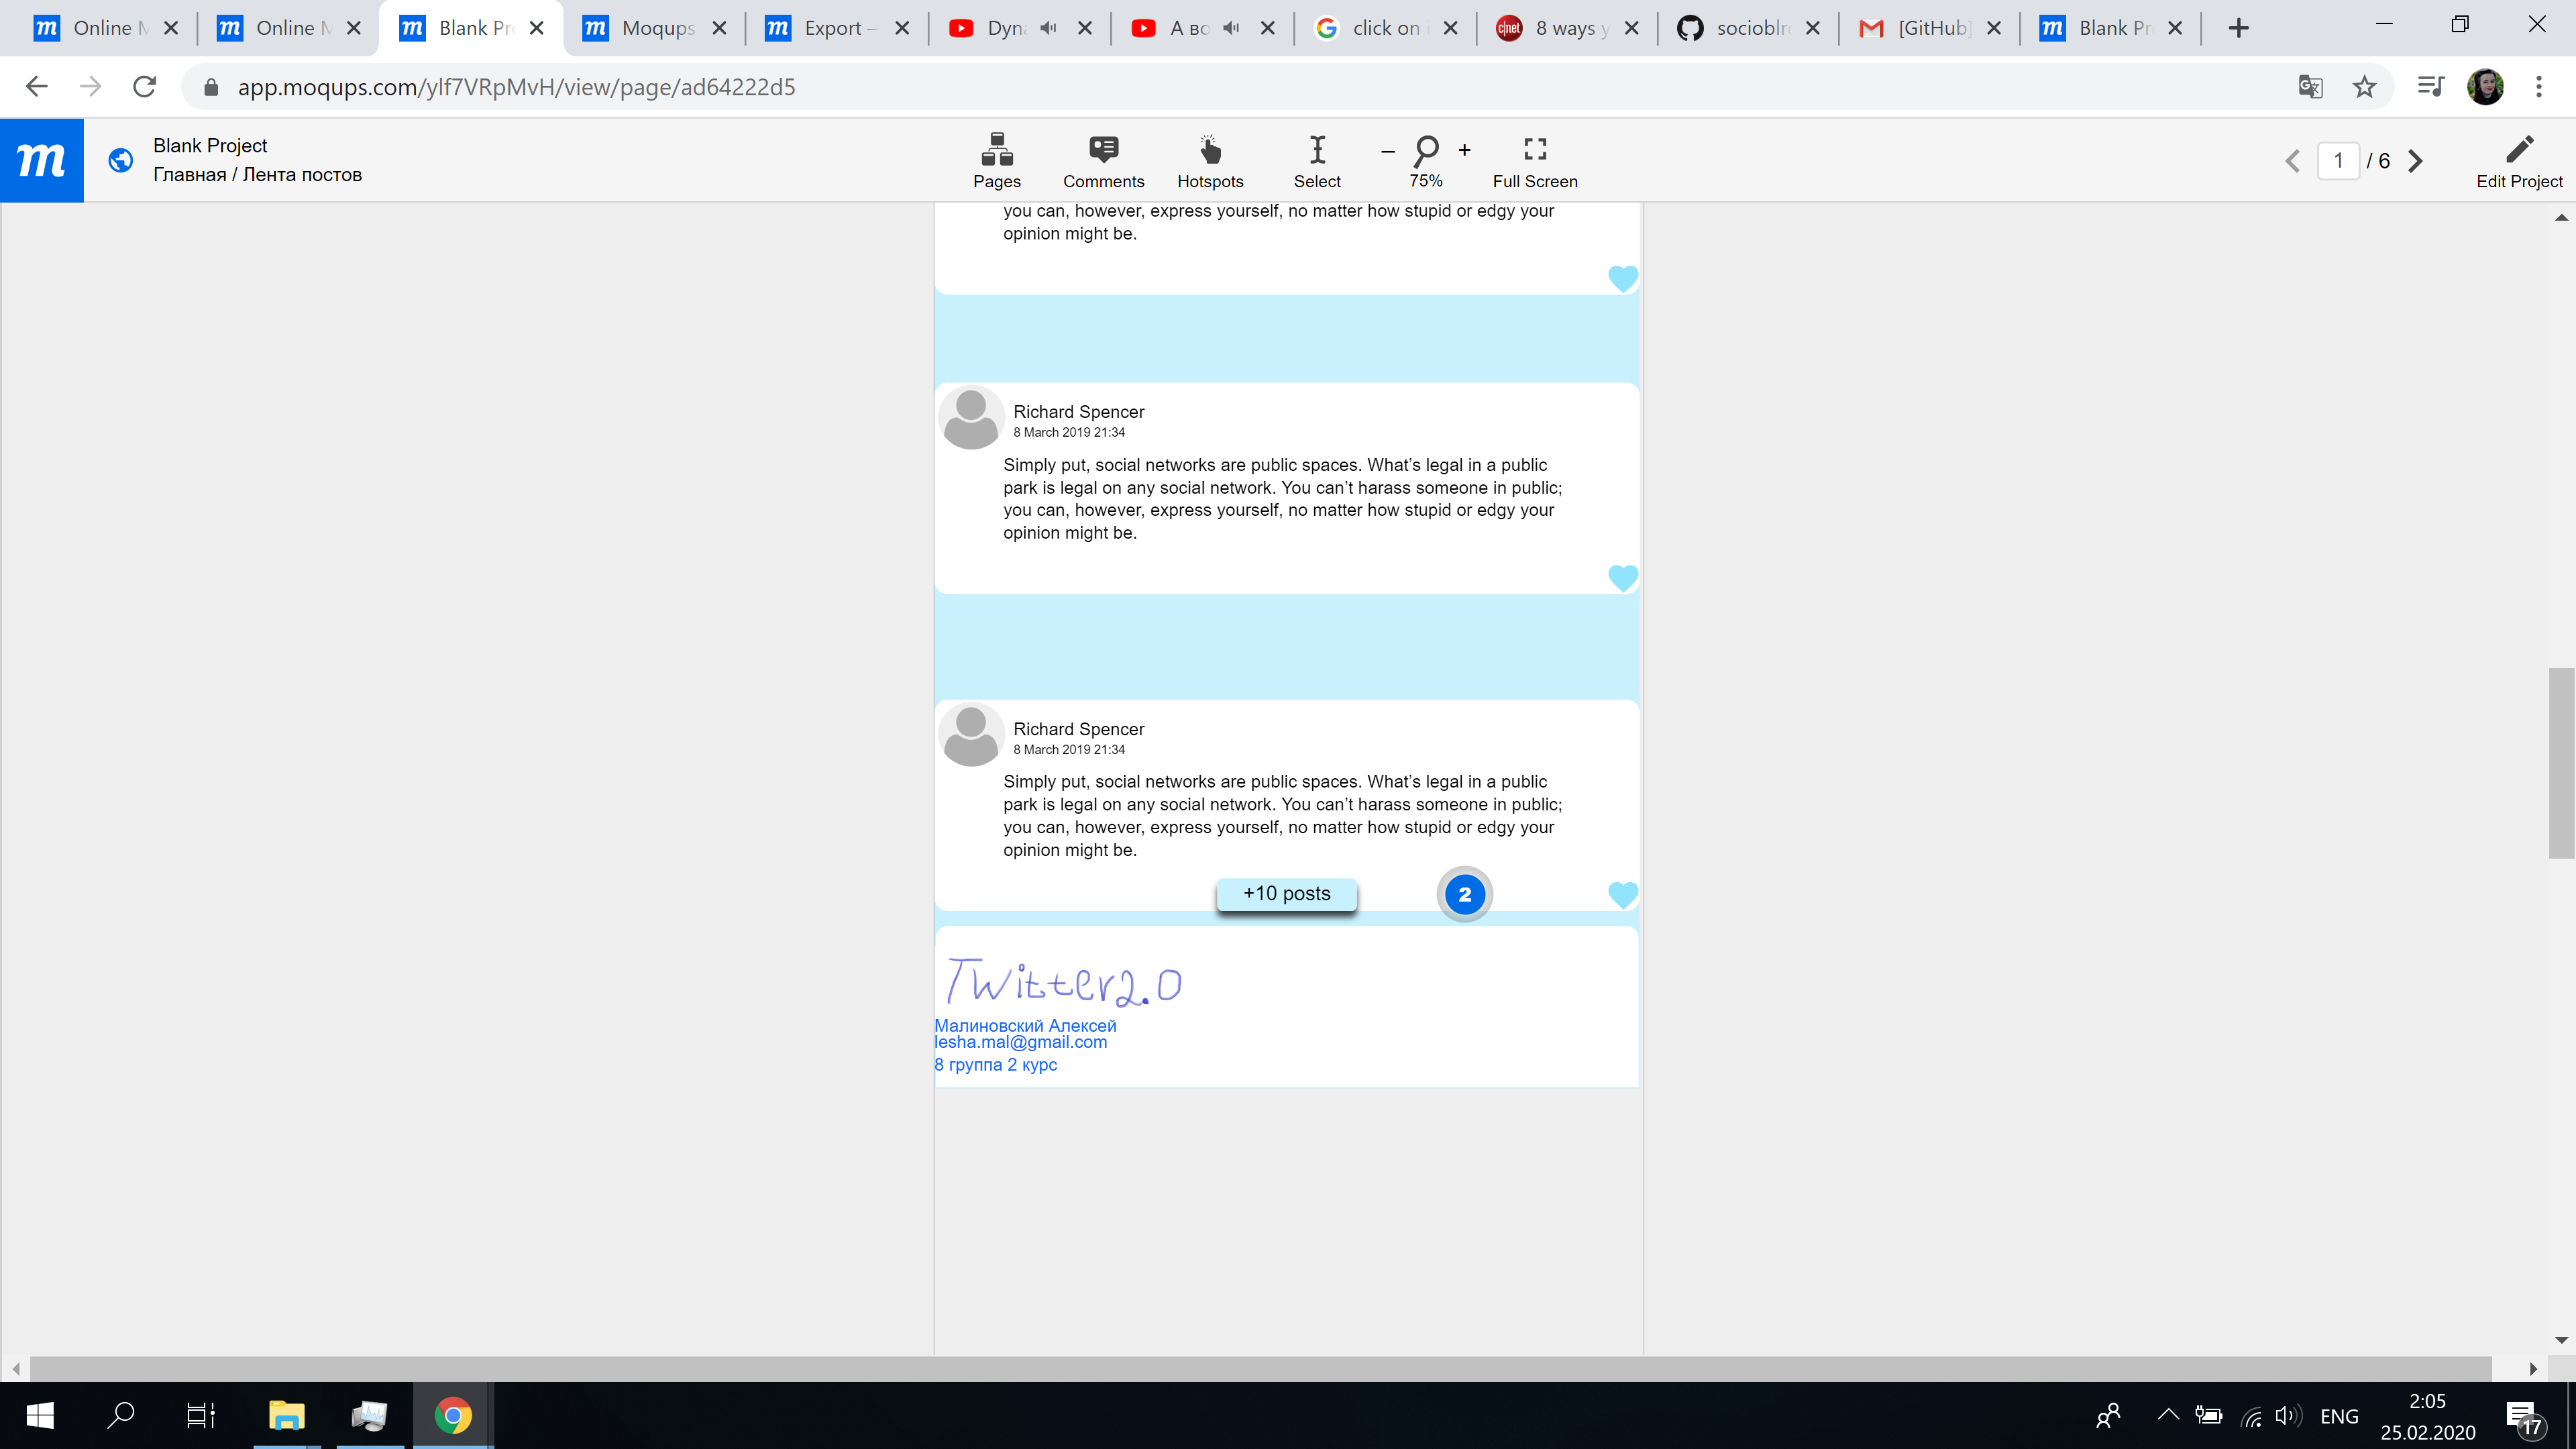 Online M
Online M
Blank Pr
Moqups
Export –
Dyna
А во
click on
8 ways y
socioblr
[GitHub]
Blank Pr
app.moqups.com/ylf7VRpMvH/view/page/ad64222d5
m
Blank Project
Главная / Лента постов
Pages
Comments
Hotspots
Select
– +
75%
Full Screen
1 / 6
Edit Project
you can, however, express yourself, no matter how stupid or edgy your
opinion might be.
Richard Spencer
8 March 2019 21:34
Simply put, social networks are public spaces. What’s legal in a public
park is legal on any social network. You can’t harass someone in public;
you can, however, express yourself, no matter how stupid or edgy your
opinion might be.
Richard Spencer
8 March 2019 21:34
Simply put, social networks are public spaces. What’s legal in a public
park is legal on any social network. You can’t harass someone in public;
you can, however, express yourself, no matter how stupid or edgy your
opinion might be.
+10 posts
2
Twitter2.0
Малиновский Алексей
lesha.mal@gmail.com
8 группа 2 курс
ENG
2:05
25.02.2020
17